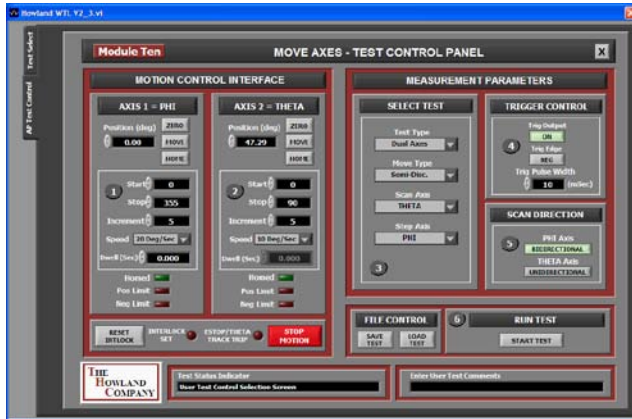 Howland WTL V2_3.vi
Test Select
AP Test Control
Module Ten
MOVE AXES - TEST CONTROL PANEL
X
MOTION CONTROL INTERFACE
AXIS 1 = PHI
Position (deg)
0.00
ZERO
MOVE
HOME
1
Start
0
Stop
355
Increment
5
Speed 20 Deg/Sec
Dwell (Sec) 0.000
Homed
Pos Limit
Neg Limit
AXIS 2 = THETA
Position (deg)
47.29
ZERO
MOVE
HOME
2
Start
0
Stop
90
Increment
5
Speed 10 Deg/Sec
Dwell (Sec) 0.000
Homed
Pos Limit
Neg Limit
RESET INTLOCK
INTERLOCK SET
ESTOP/THETA TRACK TRIP
STOP MOTION
MEASUREMENT PARAMETERS
SELECT TEST
Test Type
Dual Axes
Move Type
Semi-Disc.
Scan Axis
THETA
Step Axis
PHI
3
TRIGGER CONTROL
4
Trig Output
ON
Trig Edge
NEG
Trig Pulse Width
10 (mSec)
SCAN DIRECTION
5
PHI Axis
BIDIRECTIONAL
THETA Axis
UNIDIRECTIONAL
FILE CONTROL
SAVE TEST
LOAD TEST
6
RUN TEST
START TEST
THE HOWLAND COMPANY
Test Status Indicator
User Test Control Selection Screen
Enter User Test Comments